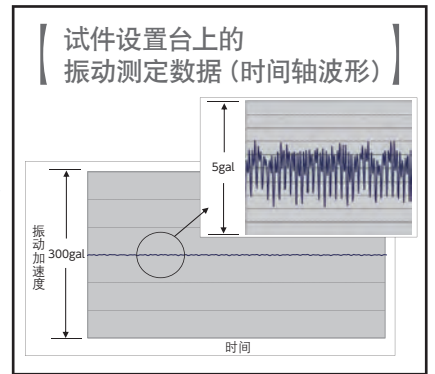 试件设置台上的
振动测定数据（时间轴波形）
5gal
振动加速度
300gal
时间